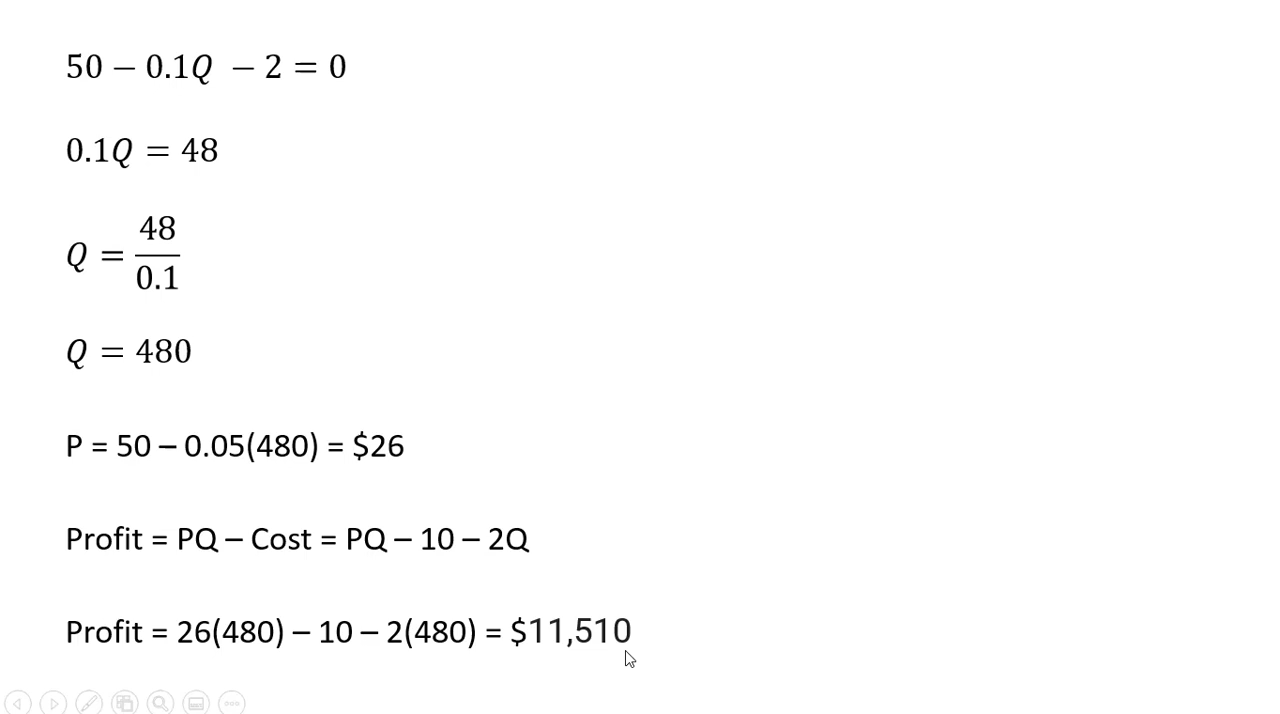 50 − 0.1Q − 2 = 0
0.1Q = 48
Q = 48/0.1
Q = 480
P = 50 – 0.05(480) = $26
Profit = PQ – Cost = PQ – 10 – 2Q
Profit = 26(480) – 10 – 2(480) = $11,510